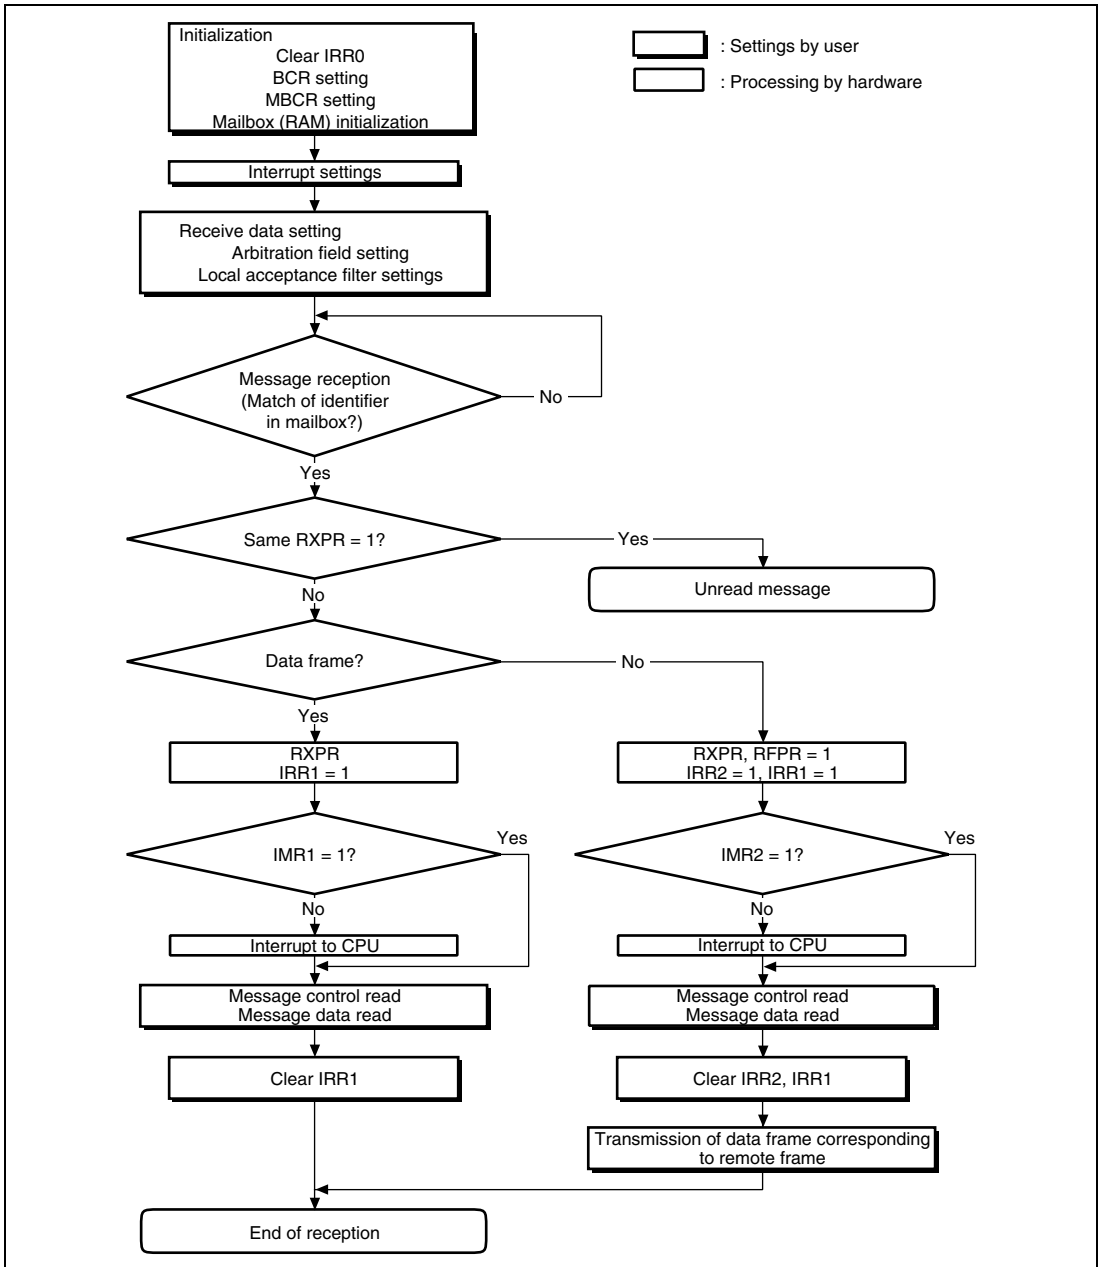 Initialization
Clear IRR0
BCR setting
MBCR setting
Mailbox (RAM) initialization
: Settings by user
: Processing by hardware
Interrupt settings
Receive data setting
Arbitration field setting
Local acceptance filter settings
Message reception
(Match of identifier
in mailbox?)
No
Yes
Same RXPR = 1?
Yes
Unread message
No
Data frame?
No
Yes
RXPR
IRR1 = 1
RXPR, RFPR = 1
IRR2 = 1, IRR1 = 1
IMR1 = 1?
Yes
IMR2 = 1?
Yes
No
No
Interrupt to CPU
Interrupt to CPU
Message control read
Message data read
Message control read
Message data read
Clear IRR1
Clear IRR2, IRR1
Transmission of data frame corresponding
to remote frame
End of reception